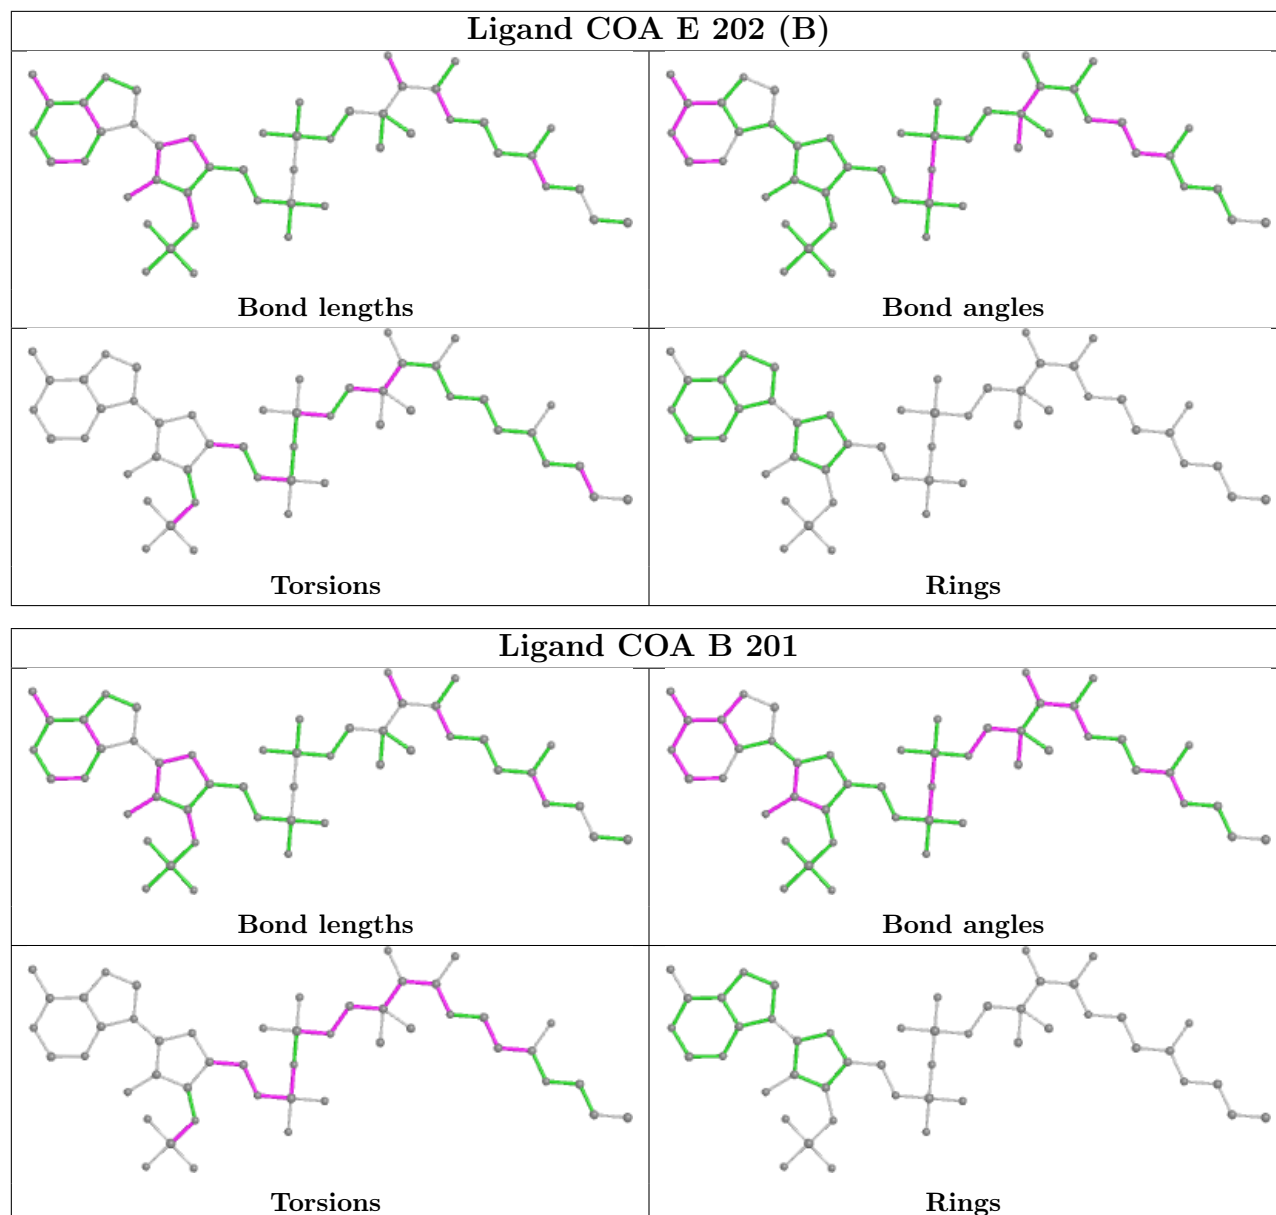 Ligand COA E 202 (B)
Bond lengths
Bond angles
Torsions
Rings
Ligand COA B 201
Bond lengths
Bond angles
Torsions
Rings